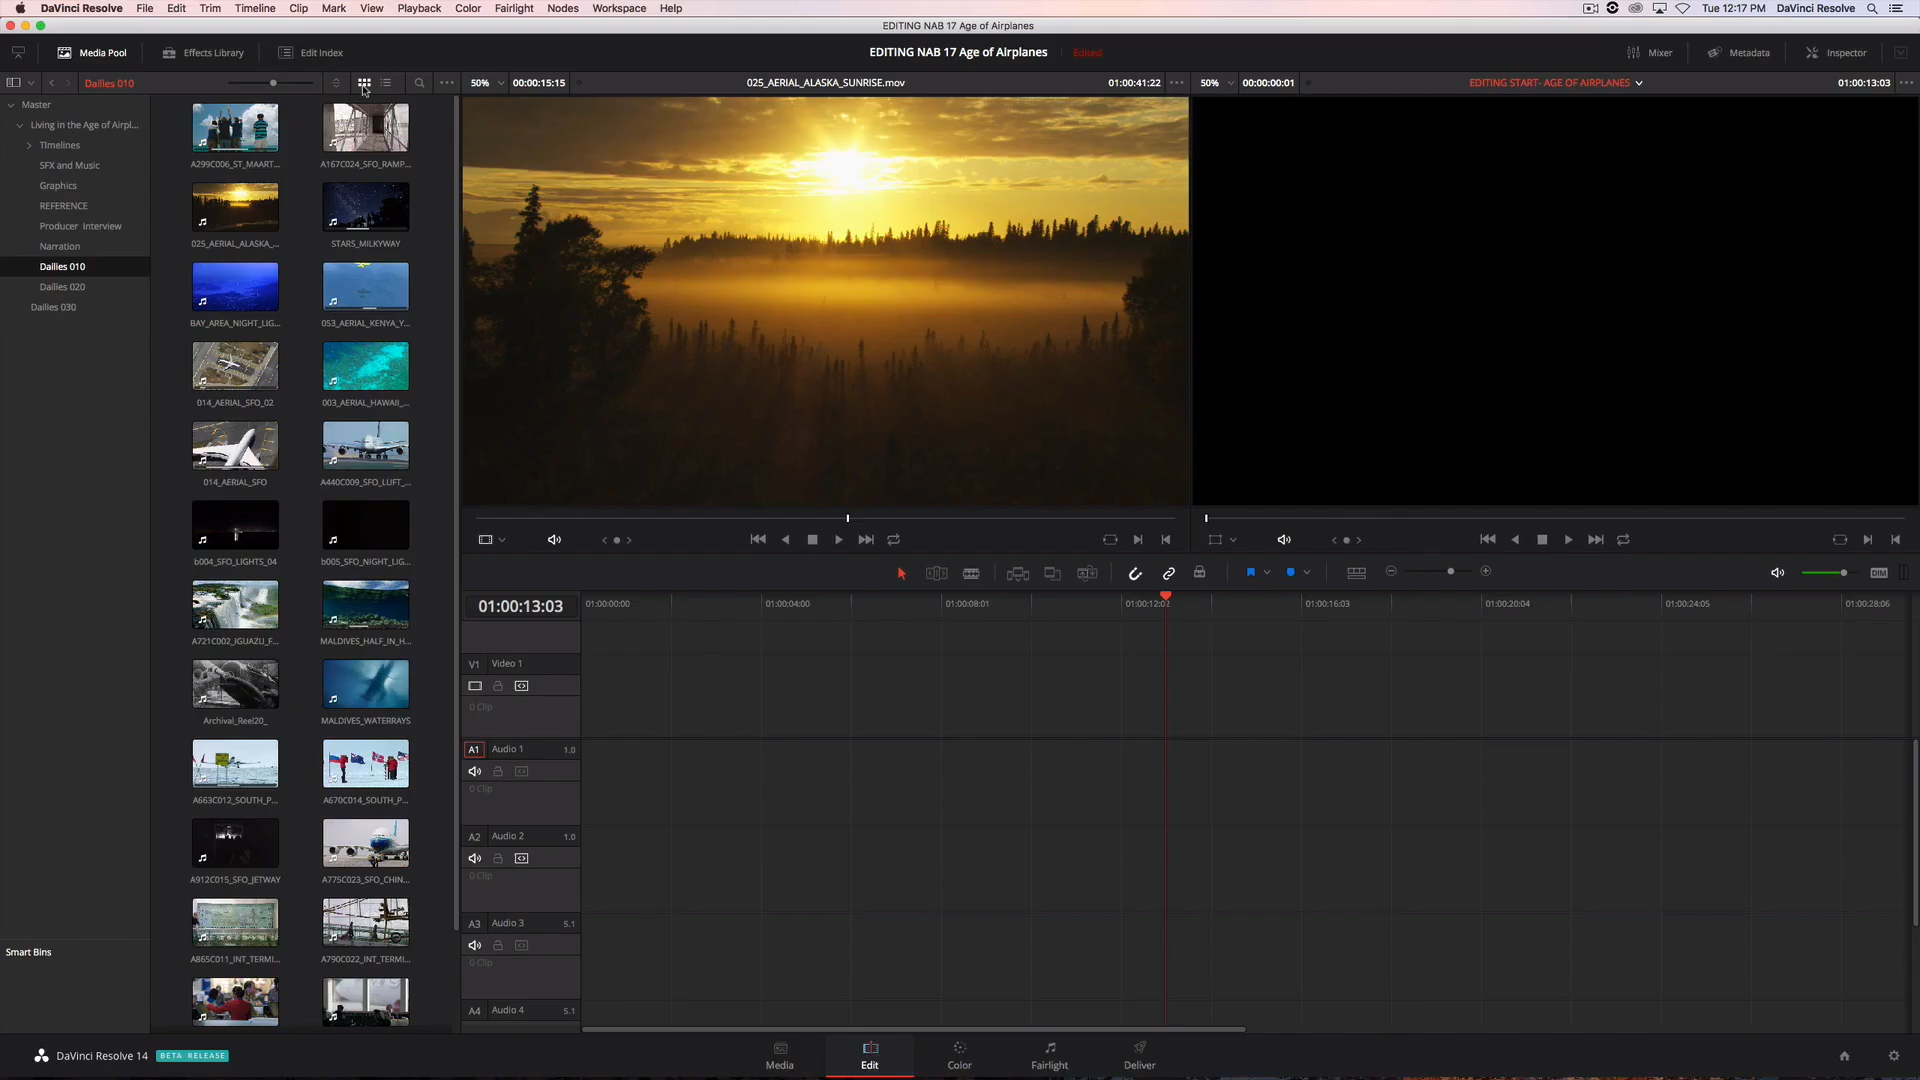 DaVinci Resolve File Edit Trim Timeline Clip Mark View Playback Color Fairlight Nodes Workspace Help Tue 12:17 PM DaVinci Resolve
EDITING NAB 17 Age of Airplanes
Media Pool Effects Library Edit Index EDITING NAB 17 Age of Airplanes Edited Mixer Metadata Inspector
Dailies 010 50% 00:00:15:15 025_AERIAL_ALASKA_SUNRISE.mov 01:00:41:22 50% 00:00:00:01 EDITING START- AGE OF AIRPLANES 01:00:13:03
Master
Living in the Age of Airpl...
Timelines
SFX and Music
Graphics
REFERENCE
Producer Interview
Narration
Dailies 010
Dailies 020
Dailies 030
Smart Bins
A299C006_ST_MAART... A167C024_SFO_RAMP...
025_AERIAL_ALASKA_... STARS_MILKYWAY
BAY_AREA_NIGHT_LIG... 053_AERIAL_KENYA_Y...
014_AERIAL_SFO_02 003_AERIAL_HAWAII_...
014_AERIAL_SFO A440C009_SFO_LUFT_...
b004_SFO_LIGHTS_04 b005_SFO_NIGHT_LIG...
A721C002_IGUAZU_F... MALDIVES_HALF_IN_H...
Archival_Reel20_ MALDIVES_WATERRAYS
A663C012_SOUTH_P... A670C014_SOUTH_P...
A912C015_SFO_JETWAY A775C023_SFO_CHIN...
A865C011_INT_TERMI... A790C022_INT_TERMI...
DIM
01:00:13:03 01:00:00:00 01:00:04:00 01:00:08:01 01:00:12:02 01:00:16:03 01:00:20:04 01:00:24:05 01:00:28:06
V1 Video 1
0 Clip
A1 Audio 1 1.0
0 Clip
A2 Audio 2 1.0
0 Clip
A3 Audio 3 5.1
0 Clip
A4 Audio 4 5.1
DaVinci Resolve 14 BETA RELEASE
Media Edit Color Fairlight Deliver